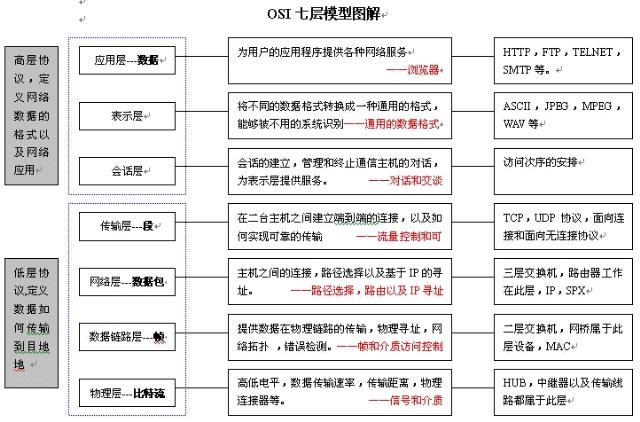 OSI 七层模型图解
高层协
议，定
义网络
数据的
格式以
及网络
应用
应用层---数据
为用户的应用程序提供各种网络服务
——浏览器
HTTP，FTP，TELNET，
SMTP 等。
表示层
将不同的数据格式转换成一种通用的格式，
能够被不用的系统识别——通用的数据格式
ASCII，JPEG，MPEG，
WAV 等
会话层
会话的建立，管理和终止通信主机的对话，
为表示层提供服务。 ——对话和交谈
访问次序的安排
低层协
议,定义
数据如
何传输
到目地
地
传输层---段
在二台主机之间建立端到端的连接，以及如
何实现可靠的传输 ——流量控制和可
TCP，UDP 协议，面向连
接和面向无连接协议
网络层---数据包
主机之间的连接，路径选择以及基于 IP 的寻
址。 ——路径选择，路由以及 IP 寻址
三层交换机，路由器工作
在此层，IP，SPX
数据链路层---帧
提供数据在物理链路的传输，物理寻址，网
络拓扑 ，错误检测。——帧和介质访问控制
二层交换机，网桥属于此
层设备，MAC
物理层---比特流
高低电平，数据传输速率，传输距离，物理
连接器等。 ——信号和介质
HUB，中继器以及传输线
路都属于此层